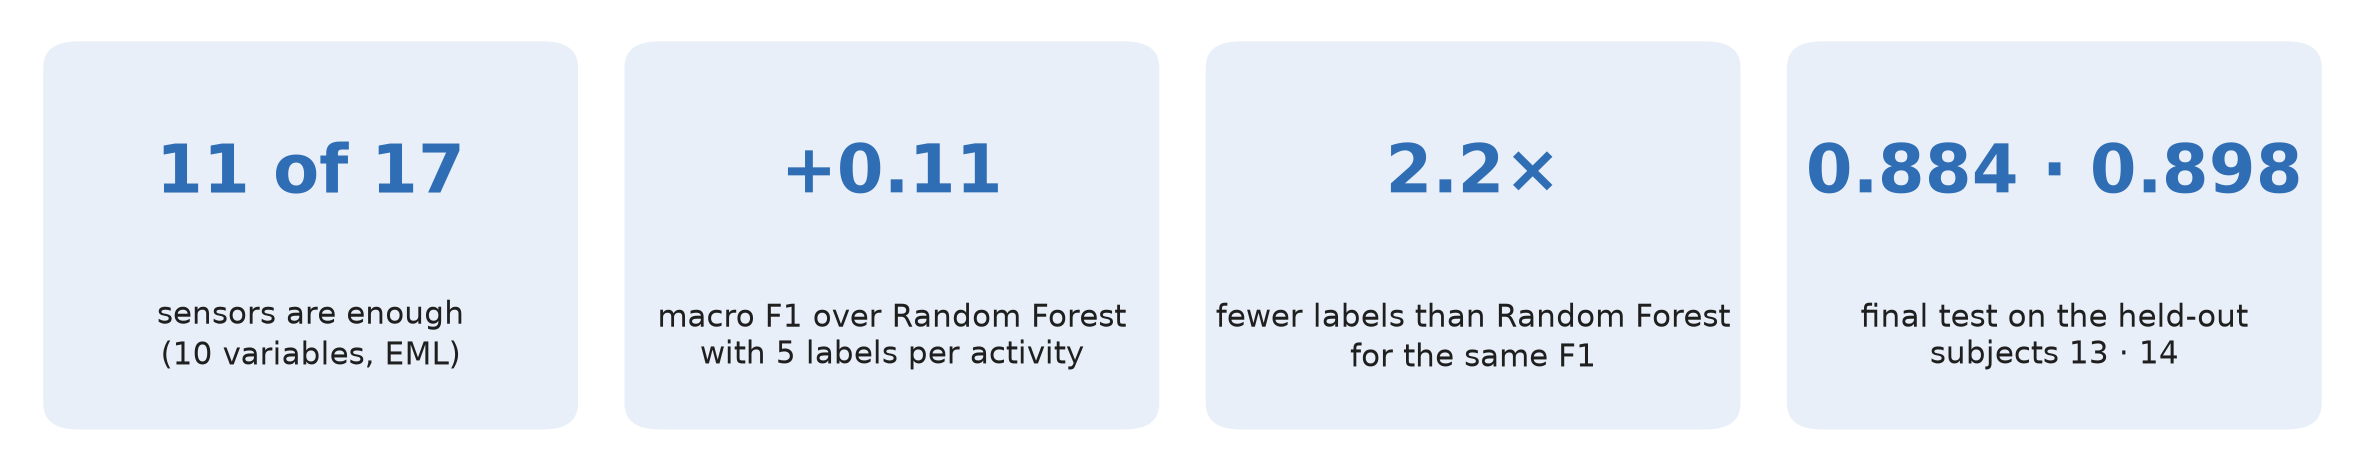 11 of 17
sensors are enough
(10 variables, EML)
+0.11
macro F1 over Random Forest
with 5 labels per activity
2.2×
fewer labels than Random Forest
for the same F1
0.884 · 0.898
final test on the held-out
subjects 13 · 14